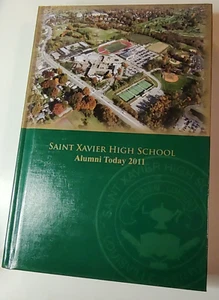 SAINT XAVIER HIGH SCHOOL
Alumni Today 2011